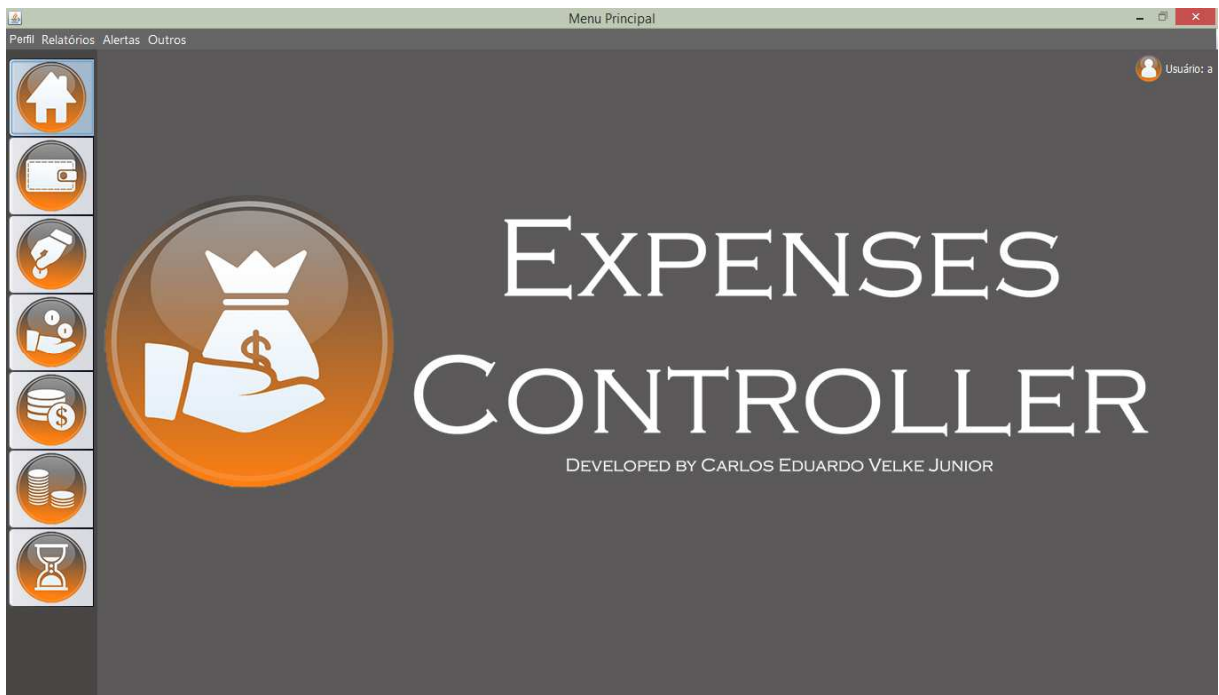 Menu Principal
Perfil Relatórios Alertas Outros
Usuário: a
EXPENSES
CONTROLLER
DEVELOPED BY CARLOS EDUARDO VELKE JUNIOR